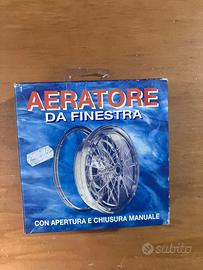 AERATORE
DA FINESTRA
CON APERTURA E CHIUSURA MANUALE
subito